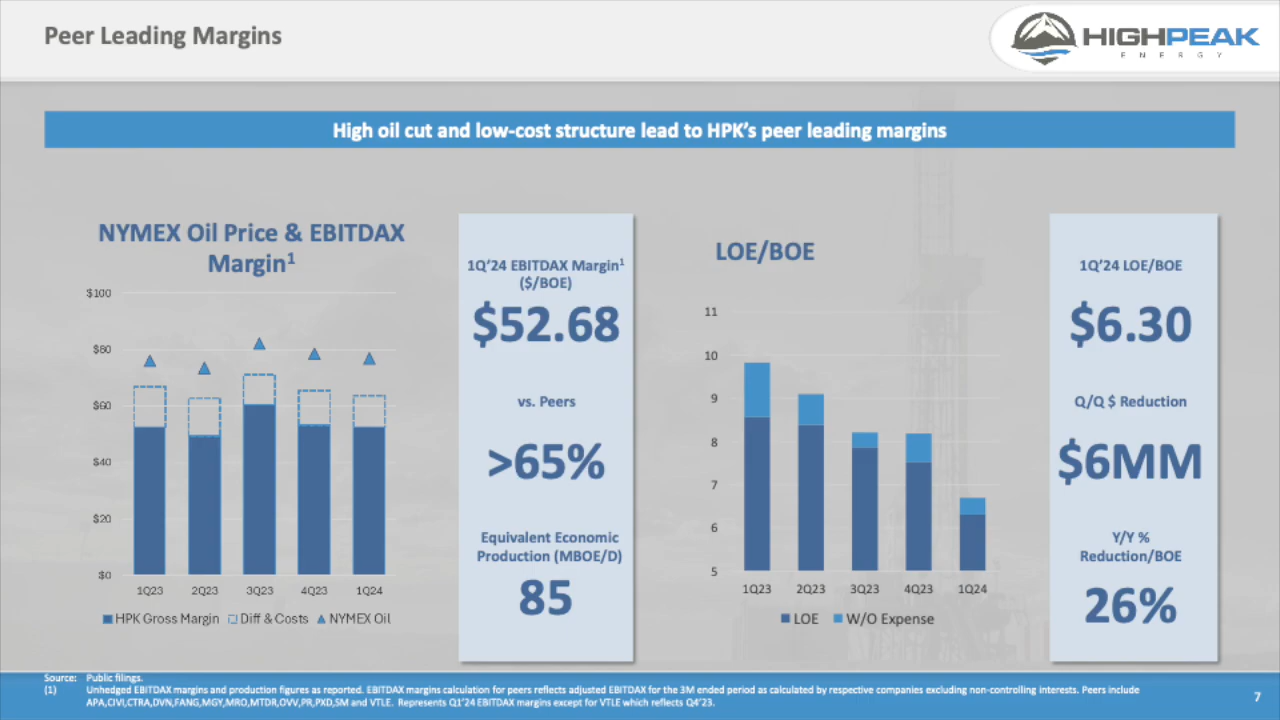 Peer Leading Margins
HIGHPEAK
ENERGY
High oil cut and low-cost structure lead to HPK's peer leading margins
NYMEX Oil Price & EBITDAX
Margin1
$100
$80
$60
$40
$20
$0
1Q23 2Q23 3Q23 4Q23 1Q24
HPK Gross Margin Diff & Costs NYMEX Oil
1Q'24 EBITDAX Margin1
($/BOE)
$52.68
vs. Peers
>65%
Equivalent Economic
Production (MBOE/D)
85
LOE/BOE
11
10
9
8
7
6
5
1Q23 2Q23 3Q23 4Q23 1Q24
LOE W/O Expense
1Q'24 LOE/BOE
$6.30
Q/Q $ Reduction
$6MM
Y/Y %
Reduction/BOE
26%
Source: Public filings.
(1) Unhedged EBITDAX margins and production figures as reported. EBITDAX margins calculation for peers reflects adjusted EBITDAX for the 3M ended period as calculated by respective companies excluding non-controlling interests. Peers include
APA,CIVI,CTRA,DVN,FANG,MGY,MRO,MTDR,OVV,PR,PXD,SM and VTLE. Represents Q1'24 EBITDAX margins except for VTLE which reflects Q4'23.
7